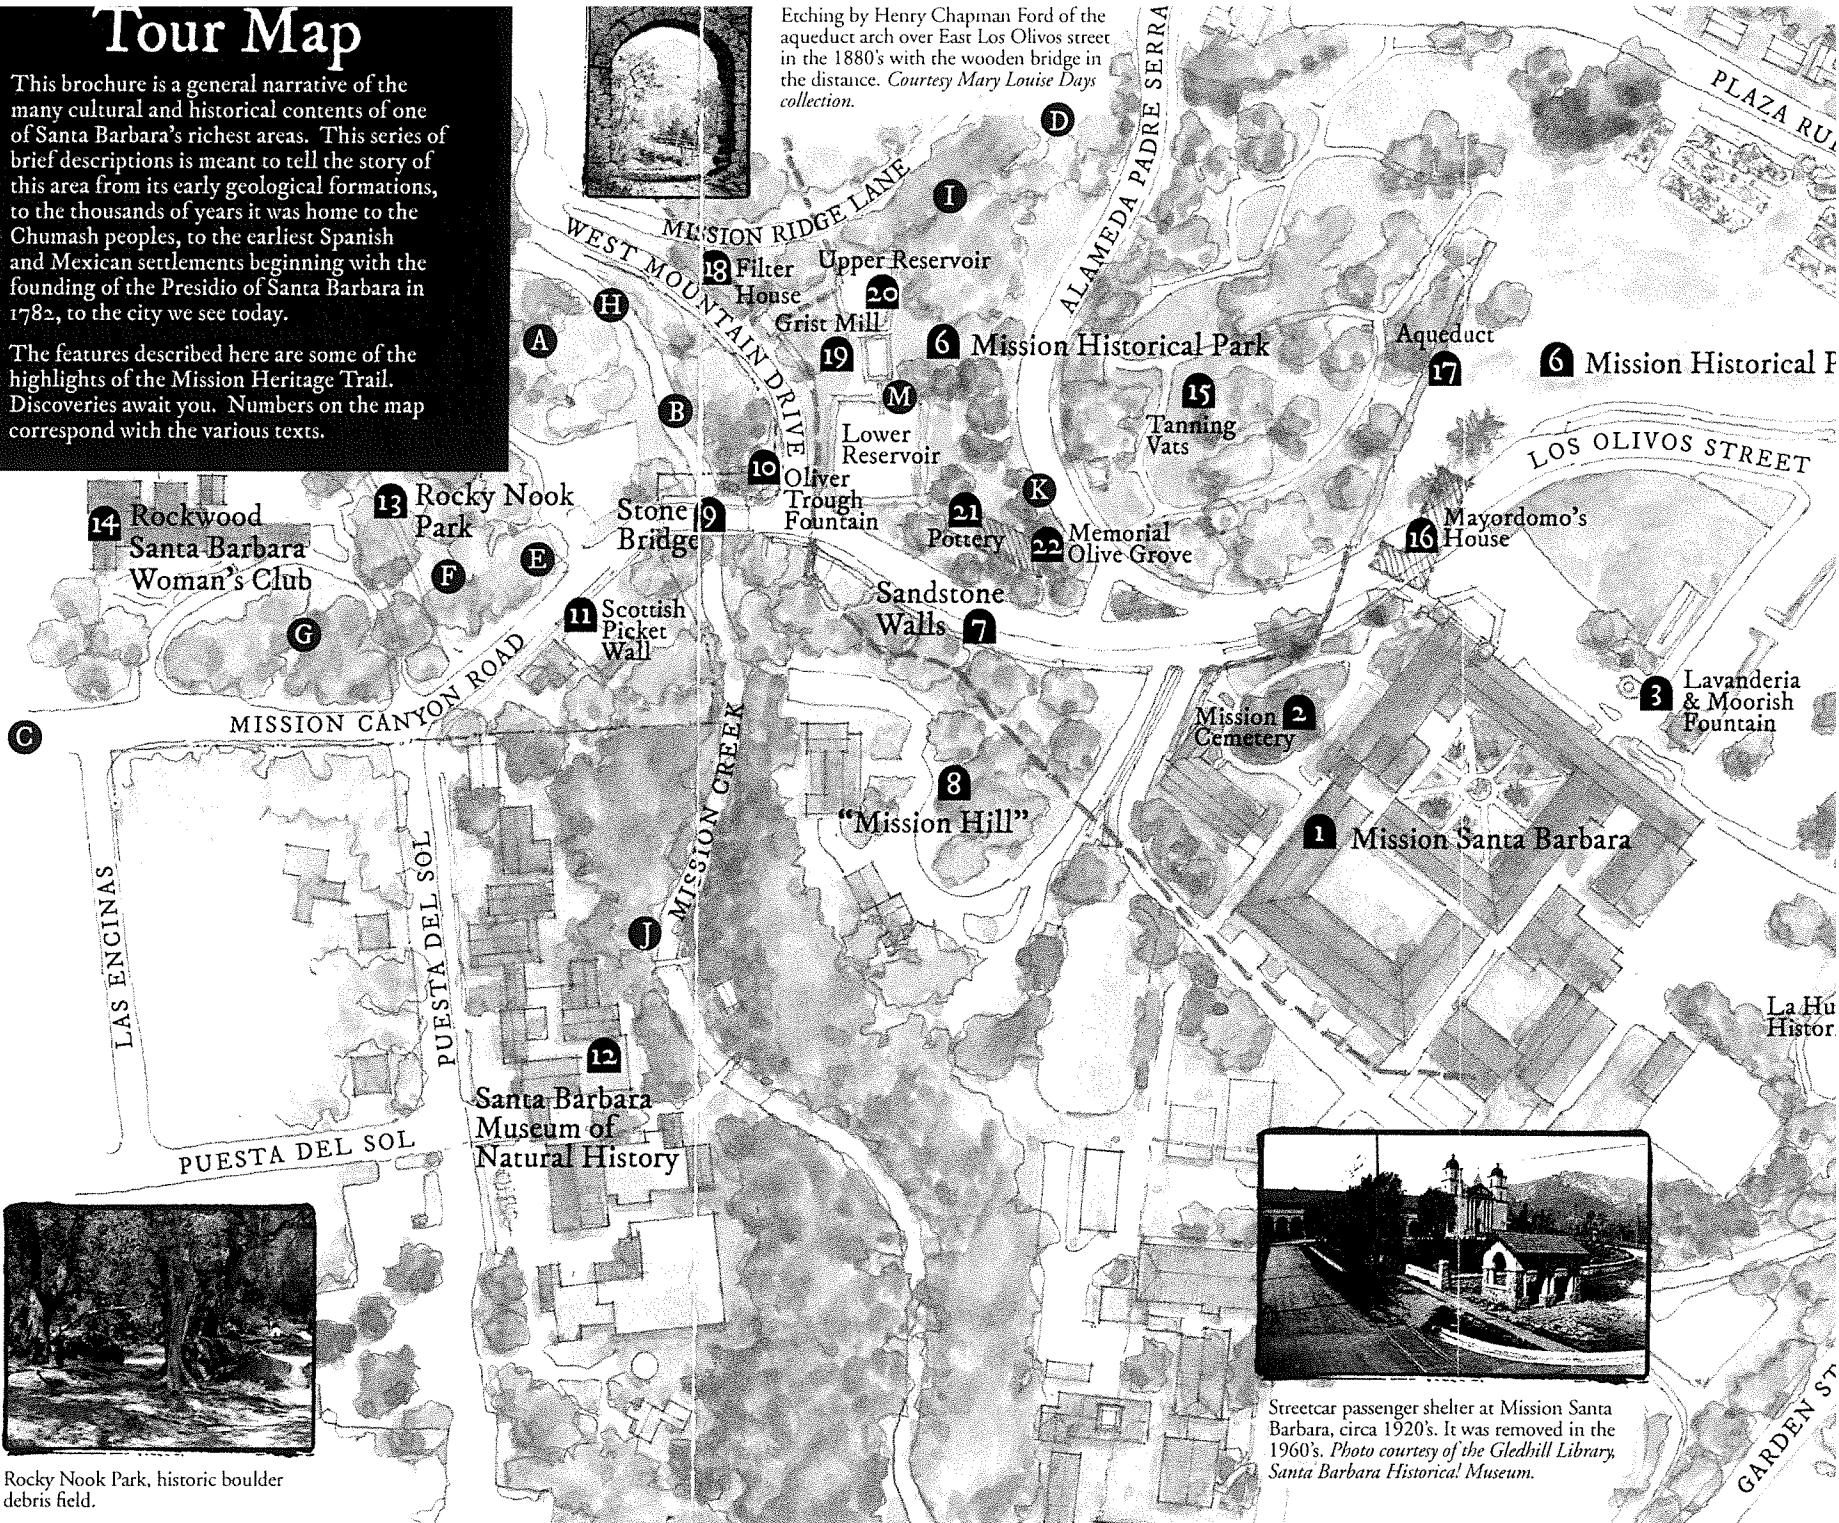 Tour Map
This brochure is a general narrative of the
many cultural and historical contents of one
of Santa Barbara's richest areas. This series of
brief descriptions is meant to tell the story of
this area from its early geological formations,
to the thousands of years it was home to the
Chumash peoples, to the earliest Spanish
and Mexican settlements beginning with the
founding of the Presidio of Santa Barbara in
1782, to the city we see today.
The features described here are some of the
highlights of the Mission Heritage Trail.
Discoveries await you. Numbers on the map
correspond with the various texts.
Etching by Henry Chapman Ford of the
aqueduct arch over East Los Olivos street
in the 1880's with the wooden bridge in
the distance. Courtesy Mary Louise Days
collection.
D
ALAMEDA PADRE SERRA
PLAZA RU
I
MISSION RIDGE LANE
WEST MOUNTAIN DRIVE
18 Filter
House
Upper Reservoir
20
H
A
Grist Mill
19
6 Mission Historical Park
Aqueduct
17
6 Mission Historical P
15
Tanning
Vats
B
M
Lower
Reservoir
LOS OLIVOS STREET
10 Oliver
Trough
Fountain
K
13 Rocky Nook
Park
14 Rockwood
Santa Barbara
Woman's Club
Stone 9
Bridge
21
Pottery
22 Memorial
Olive Grove
16 Mayordomo's
House
E
F
G
11 Scottish
Picket
Wall
Sandstone
Walls 7
3 Lavanderia
& Moorish
Fountain
Mission 2
Cemetery
C
MISSION CANYON ROAD
MISSION CREEK
8
"Mission Hill"
1 Mission Santa Barbara
LAS ENCINAS
PUESTA DEL SOL
J
La Hu
Histor
12
Santa Barbara
Museum of
Natural History
PUESTA DEL SOL
Rocky Nook Park, historic boulder
debris field.
Streetcar passenger shelter at Mission Santa
Barbara, circa 1920's. It was removed in the
1960's. Photo courtesy of the Gledhill Library,
Santa Barbara Historical Museum.
GARDEN ST